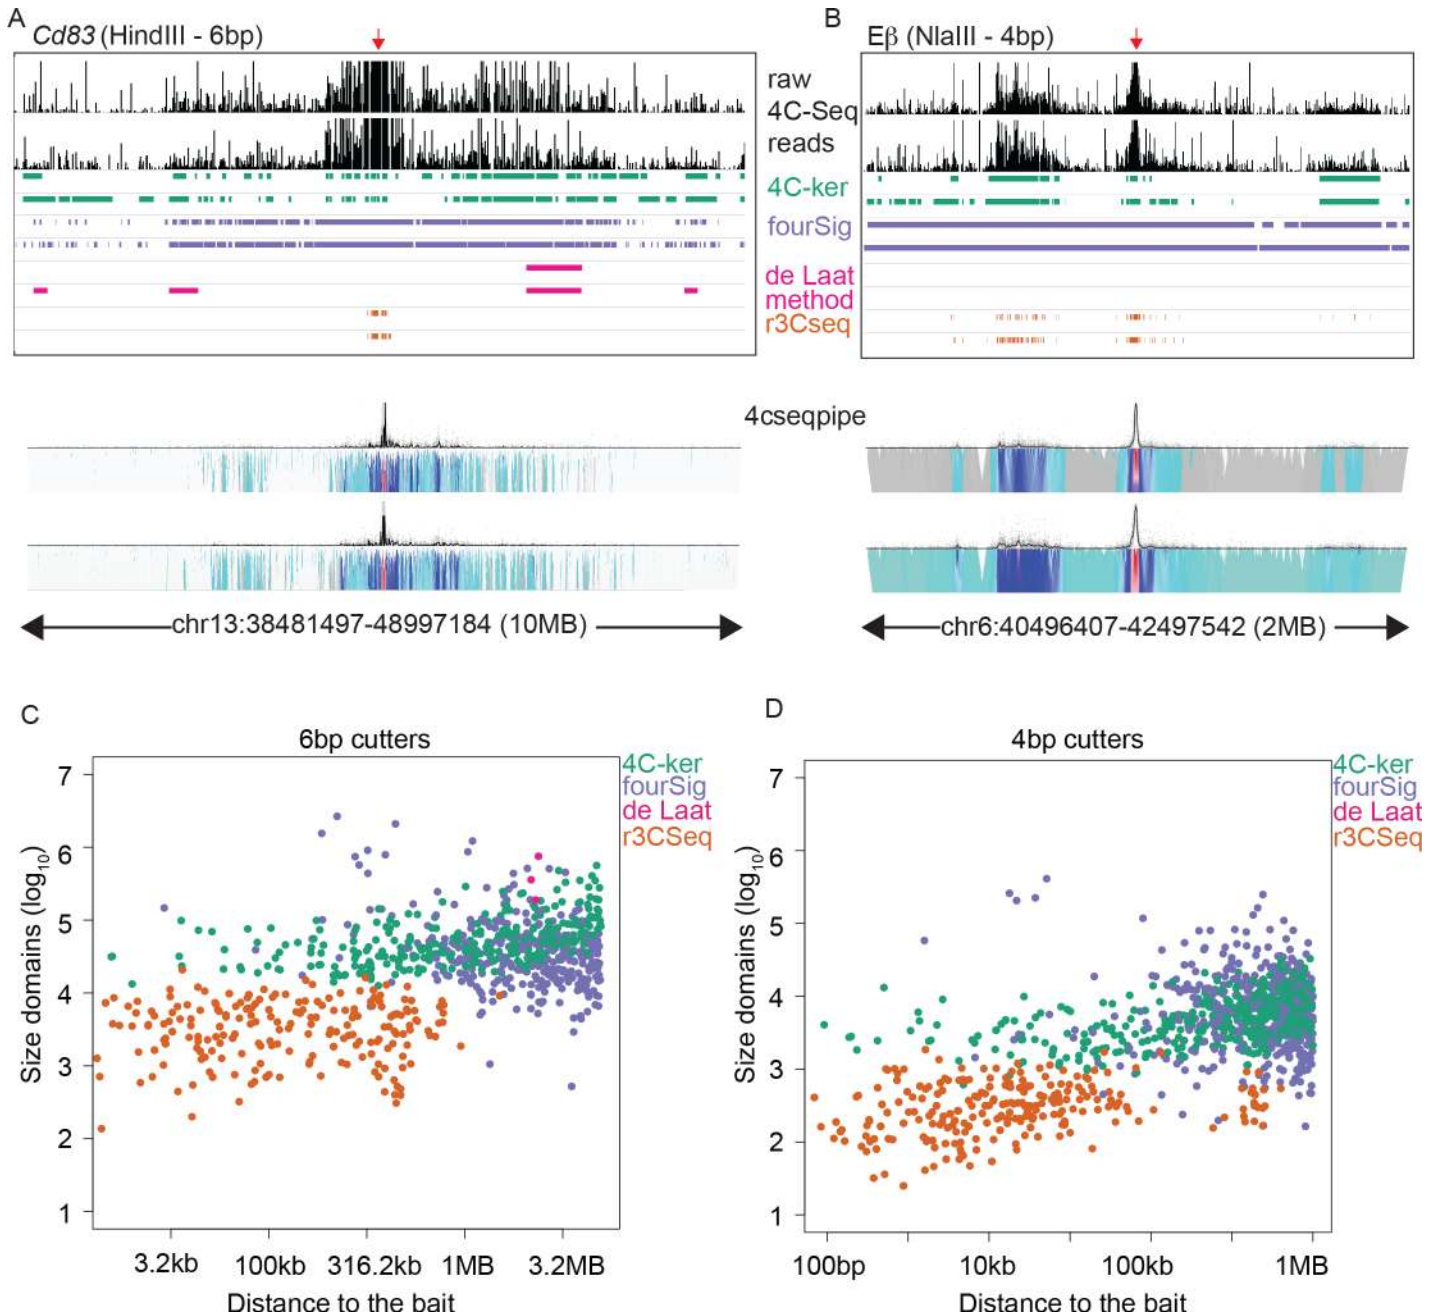 A
Cd83 (HindIII - 6bp)
B
Eβ (NlaIII - 4bp)
raw
4C-Seq
reads
4C-ker
fourSig
de Laat
method
r3Cseq
4cseqpipe
chr13:38481497-48997184 (10MB)
chr6:40496407-42497542 (2MB)
C
6bp cutters
4C-ker
fourSig
de Laat
r3CSeq
Size domains (log10)
7
6
5
4
3
2
1
3.2kb
100kb
316.2kb
1MB
3.2MB
Distance to the bait
D
4bp cutters
4C-ker
fourSig
de Laat
r3CSeq
Size domains (log10)
7
6
5
4
3
2
1
100bp
10kb
100kb
1MB
Distance to the bait